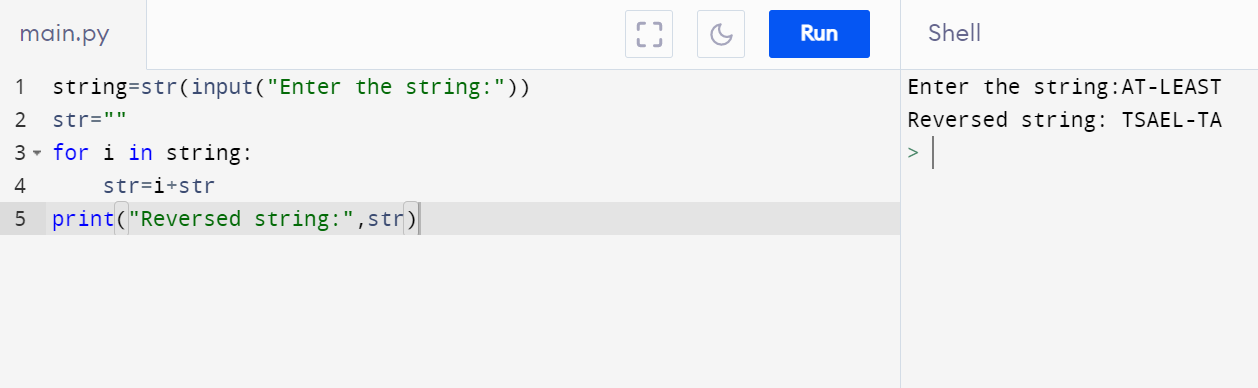 main.py
Run
Shell
1 string=str(input("Enter the string:"))
2 str=""
3 for i in string:
4     str=i+str
5 print("Reversed string:",str)
Enter the string:AT-LEAST
Reversed string: TSAEL-TA
>